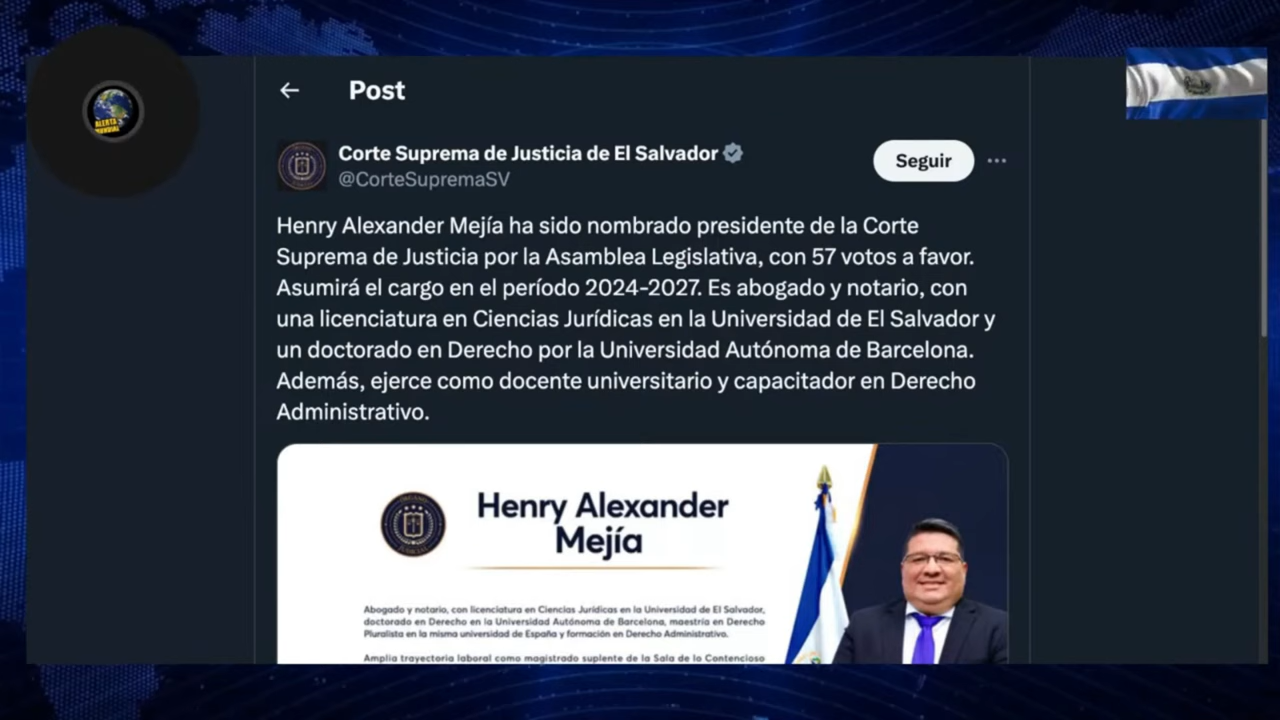 ALERTA
MUNDIAL
Post
Corte Suprema de Justicia de El Salvador
@CorteSupremaSV
Seguir
Henry Alexander Mejía ha sido nombrado presidente de la Corte
Suprema de Justicia por la Asamblea Legislativa, con 57 votos a favor.
Asumirá el cargo en el período 2024-2027. Es abogado y notario, con
una licenciatura en Ciencias Jurídicas en la Universidad de El Salvador y
un doctorado en Derecho por la Universidad Autónoma de Barcelona.
Además, ejerce como docente universitario y capacitador en Derecho
Administrativo.
Henry Alexander
Mejía
Abogado y notario, con licenciatura en Ciencias Jurídicas en la Universidad de El Salvador,
doctorado en Derecho en la Universidad Autónoma de Barcelona, maestría en Derecho
Pluralista en la misma universidad de España y formación en Derecho Administrativo.
Amplia trayectoria laboral como magistrado suplente de la Sala de lo Contencioso